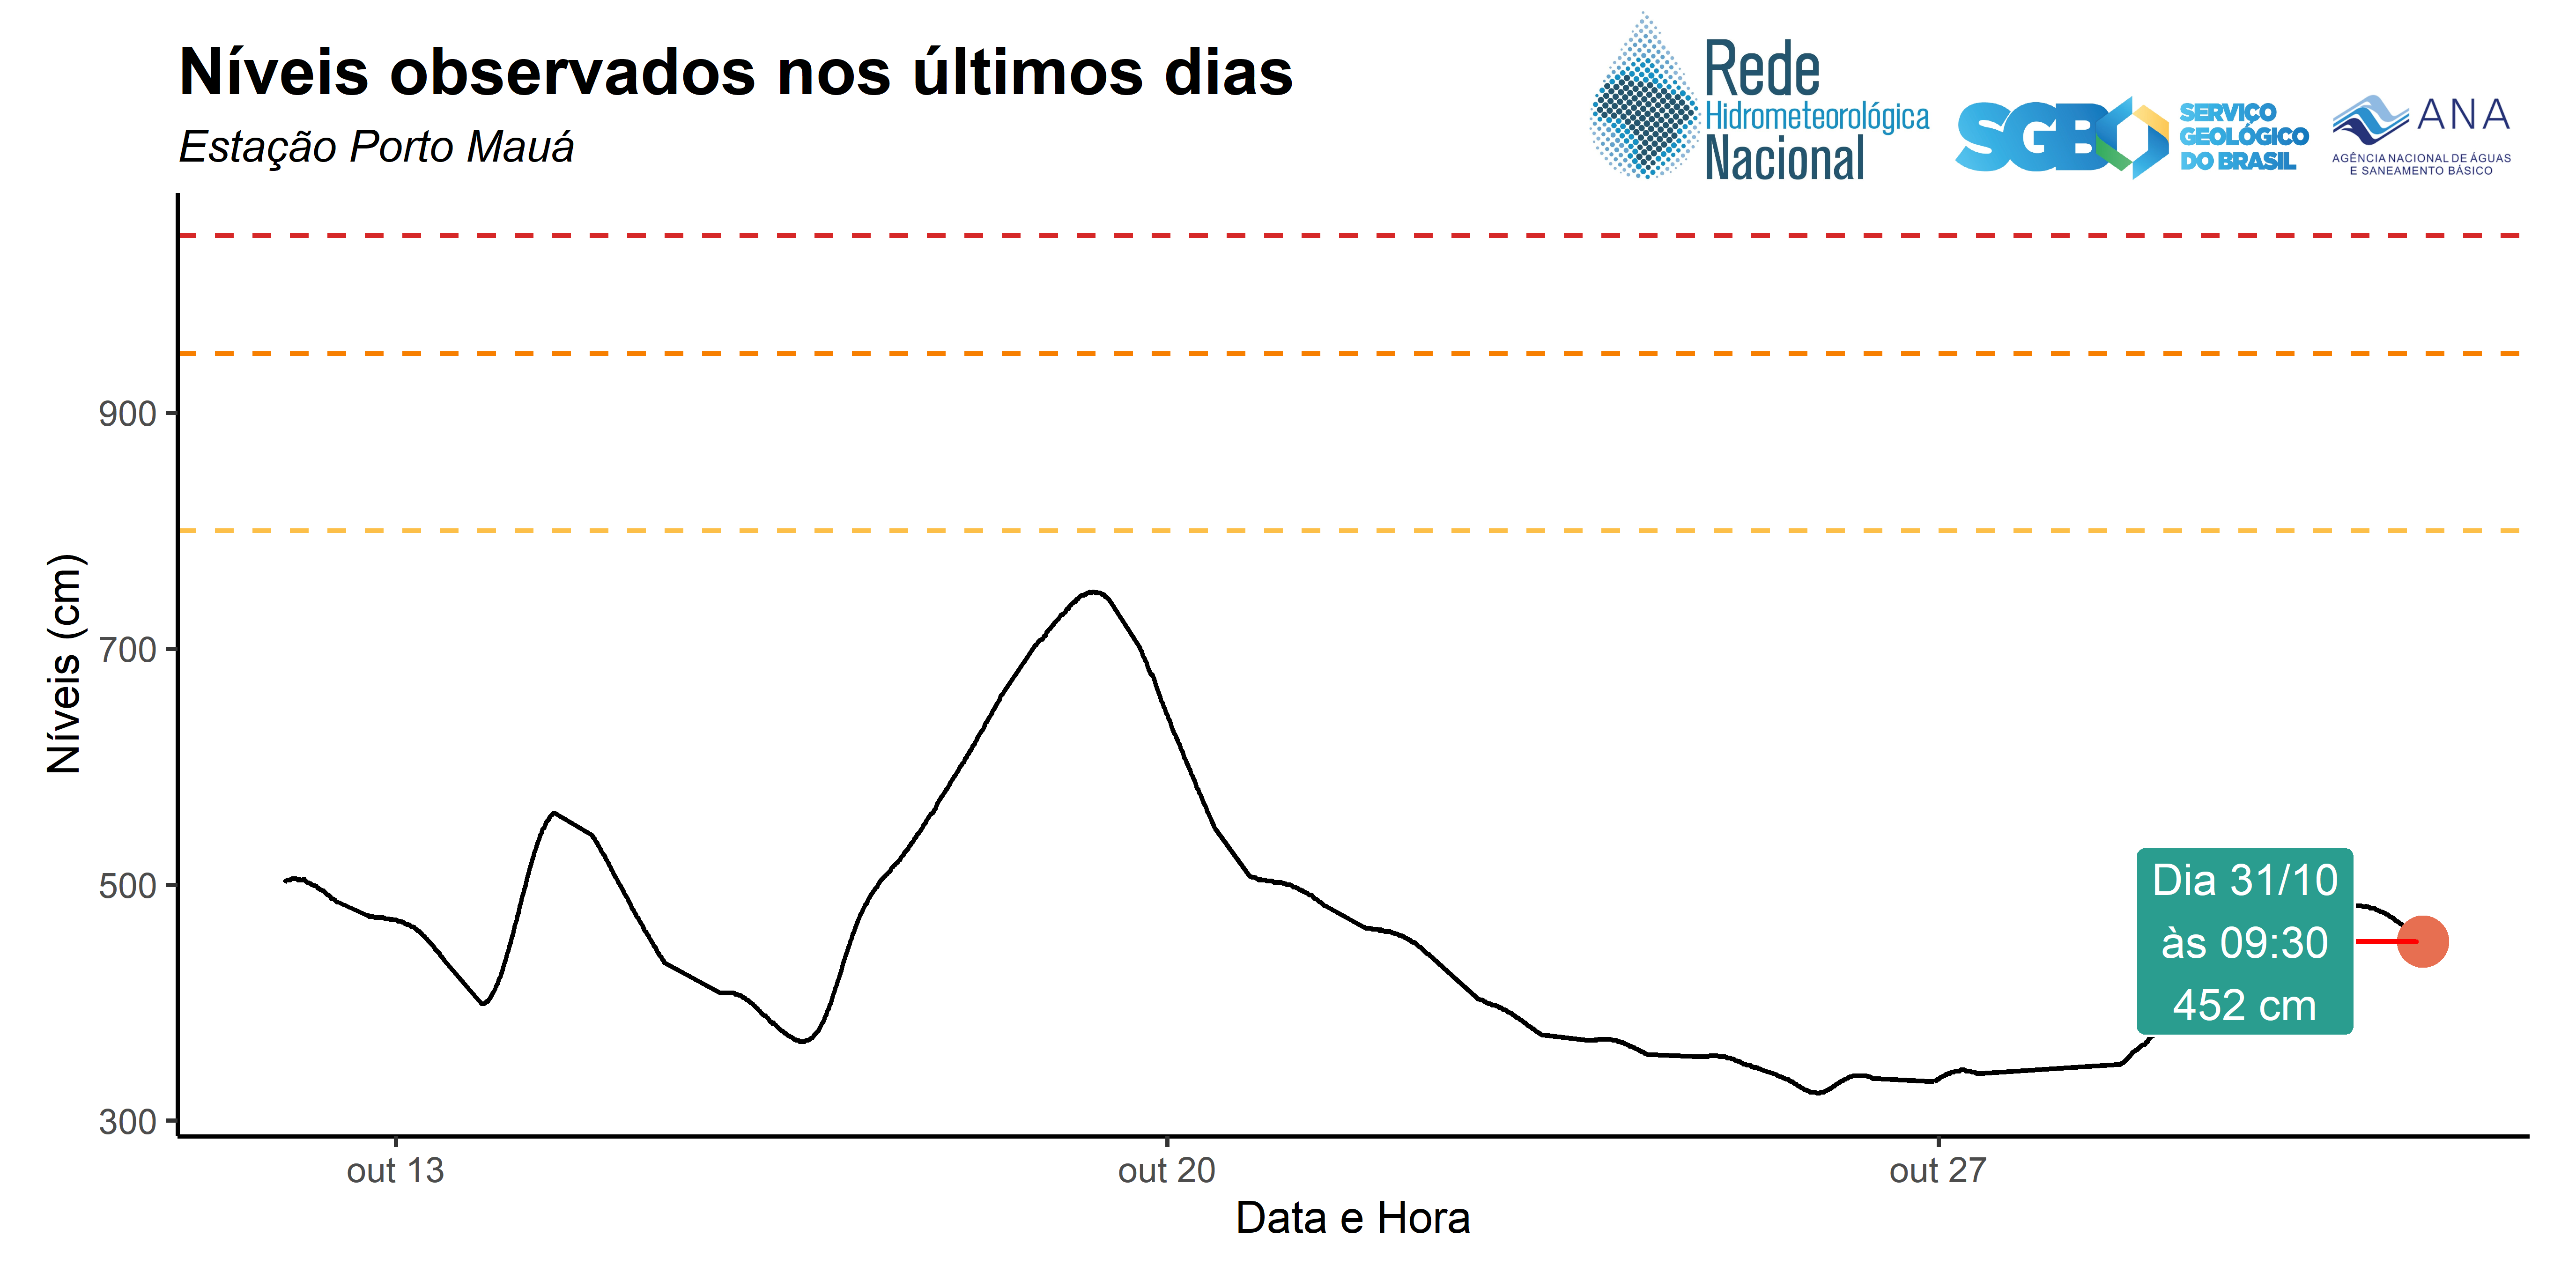 Níveis observados nos últimos dias
Estação Porto Mauá
Rede
Hidrometeorológica
Nacional
SGB
SERVIÇO
GEOLÓGICO
DO BRASIL
ANA
AGÊNCIA NACIONAL DE ÁGUAS
E SANEAMENTO BÁSICO
Níveis (cm)
900
700
500
300
Dia 31/10
às 09:30
452 cm
out 13
out 20
out 27
Data e Hora